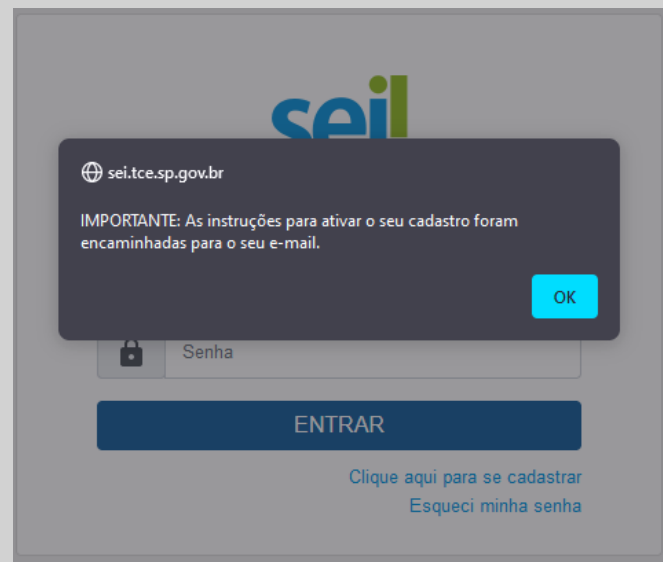 sei!
sei.tce.sp.gov.br
IMPORTANTE: As instruções para ativar o seu cadastro foram
encaminhadas para o seu e-mail.
OK
Senha
ENTRAR
Clique aqui para se cadastrar
Esqueci minha senha